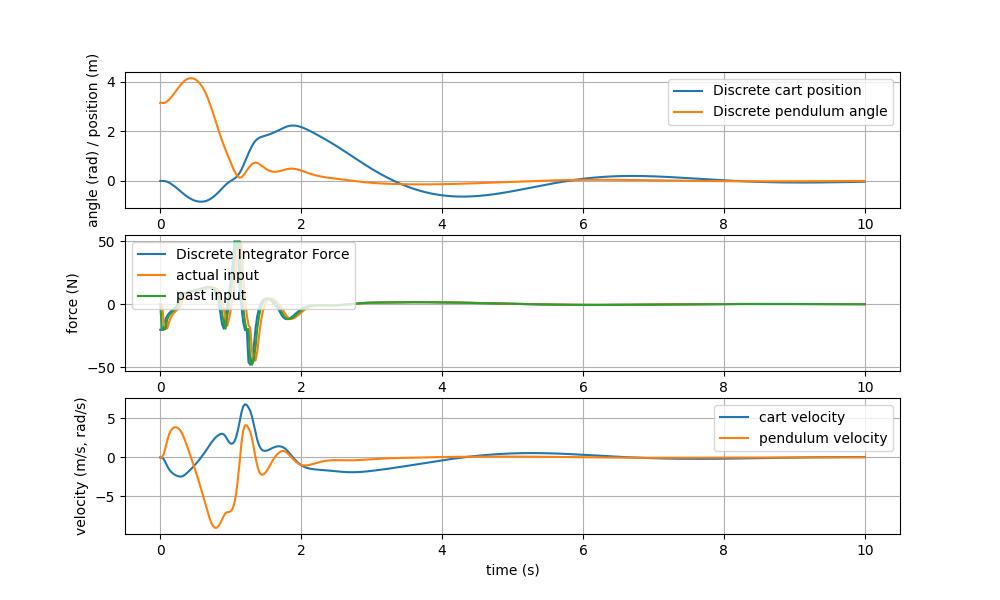 angle (rad) / position (m)
4
2
0
Discrete cart position
Discrete pendulum angle
0 2 4 6 8 10
force (N)
50
0
−50
Discrete Integrator Force
actual input
past input
0 2 4 6 8 10
velocity (m/s, rad/s)
5
0
−5
cart velocity
pendulum velocity
0 2 4 6 8 10
time (s)